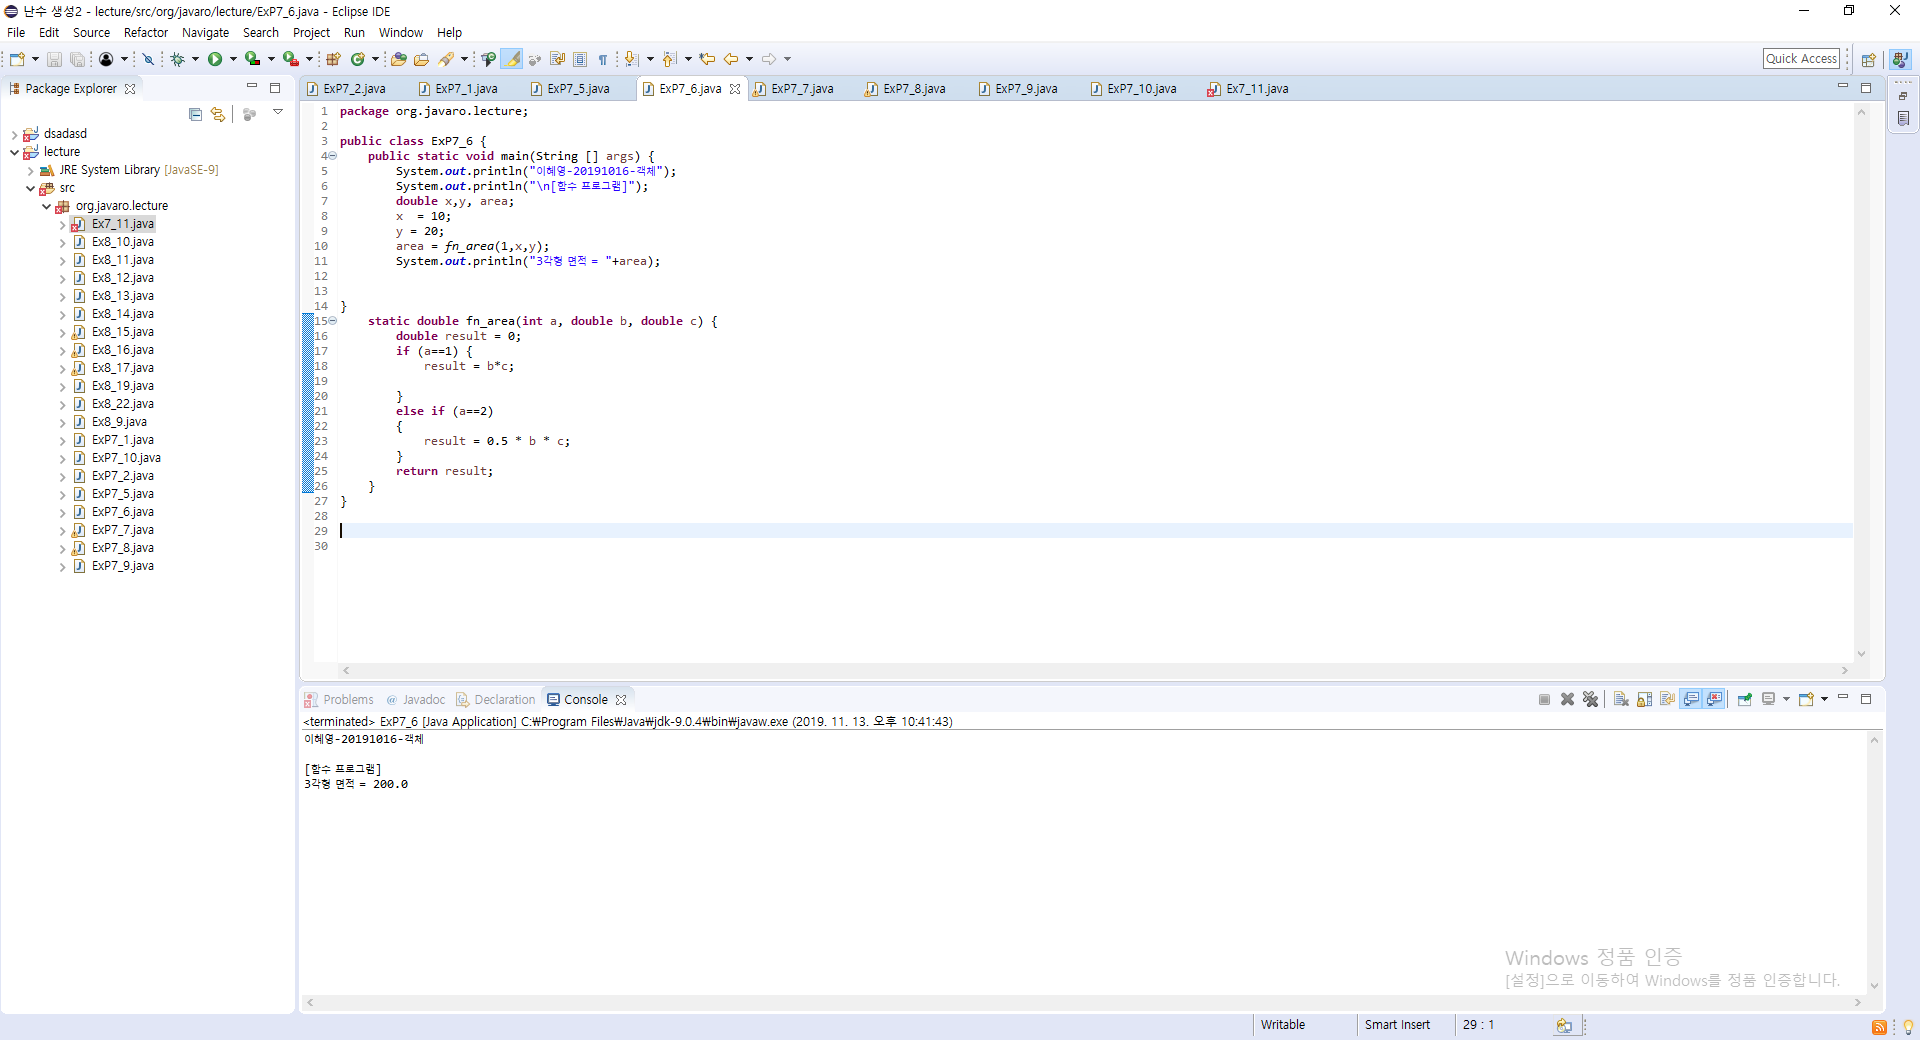 난수 생성2 - lecture/src/org/javaro/lecture/ExP7_6.java - Eclipse IDE
File Edit Source Refactor Navigate Search Project Run Window Help
Quick Access
Package Explorer
dsadasd
lecture
JRE System Library [JavaSE-9]
src
org.javaro.lecture
Ex7_11.java
Ex8_10.java
Ex8_11.java
Ex8_12.java
Ex8_13.java
Ex8_14.java
Ex8_15.java
Ex8_16.java
Ex8_17.java
Ex8_19.java
Ex8_22.java
Ex8_9.java
ExP7_1.java
ExP7_10.java
ExP7_2.java
ExP7_5.java
ExP7_6.java
ExP7_7.java
ExP7_8.java
ExP7_9.java
ExP7_2.java ExP7_1.java ExP7_5.java ExP7_6.java ExP7_7.java ExP7_8.java ExP7_9.java ExP7_10.java Ex7_11.java
1 package org.javaro.lecture;
2
3 public class ExP7_6 {
4 public static void main(String [] args) {
5 System.out.println("이혜영-20191016-객체");
6 System.out.println("\n[함수 프로그램]");
7 double x,y, area;
8 x  = 10;
9 y = 20;
10 area = fn_area(1,x,y);
11 System.out.println("3각형 면적 = "+area);
12
13
14 }
15 static double fn_area(int a, double b, double c) {
16 double result = 0;
17 if (a==1) {
18 result = b*c;
19
20 }
21 else if (a==2)
22 {
23 result = 0.5 * b * c;
24 }
25 return result;
26 }
27 }
28
29
30
Problems Javadoc Declaration Console
<terminated> ExP7_6 [Java Application] C:₩Program Files₩Java₩jdk-9.0.4₩bin₩javaw.exe (2019. 11. 13. 오후 10:41:43)
이혜영-20191016-객체
[함수 프로그램]
3각형 면적 = 200.0
Windows 정품 인증
[설정]으로 이동하여 Windows를 정품 인증합니다.
Writable Smart Insert 29 : 1